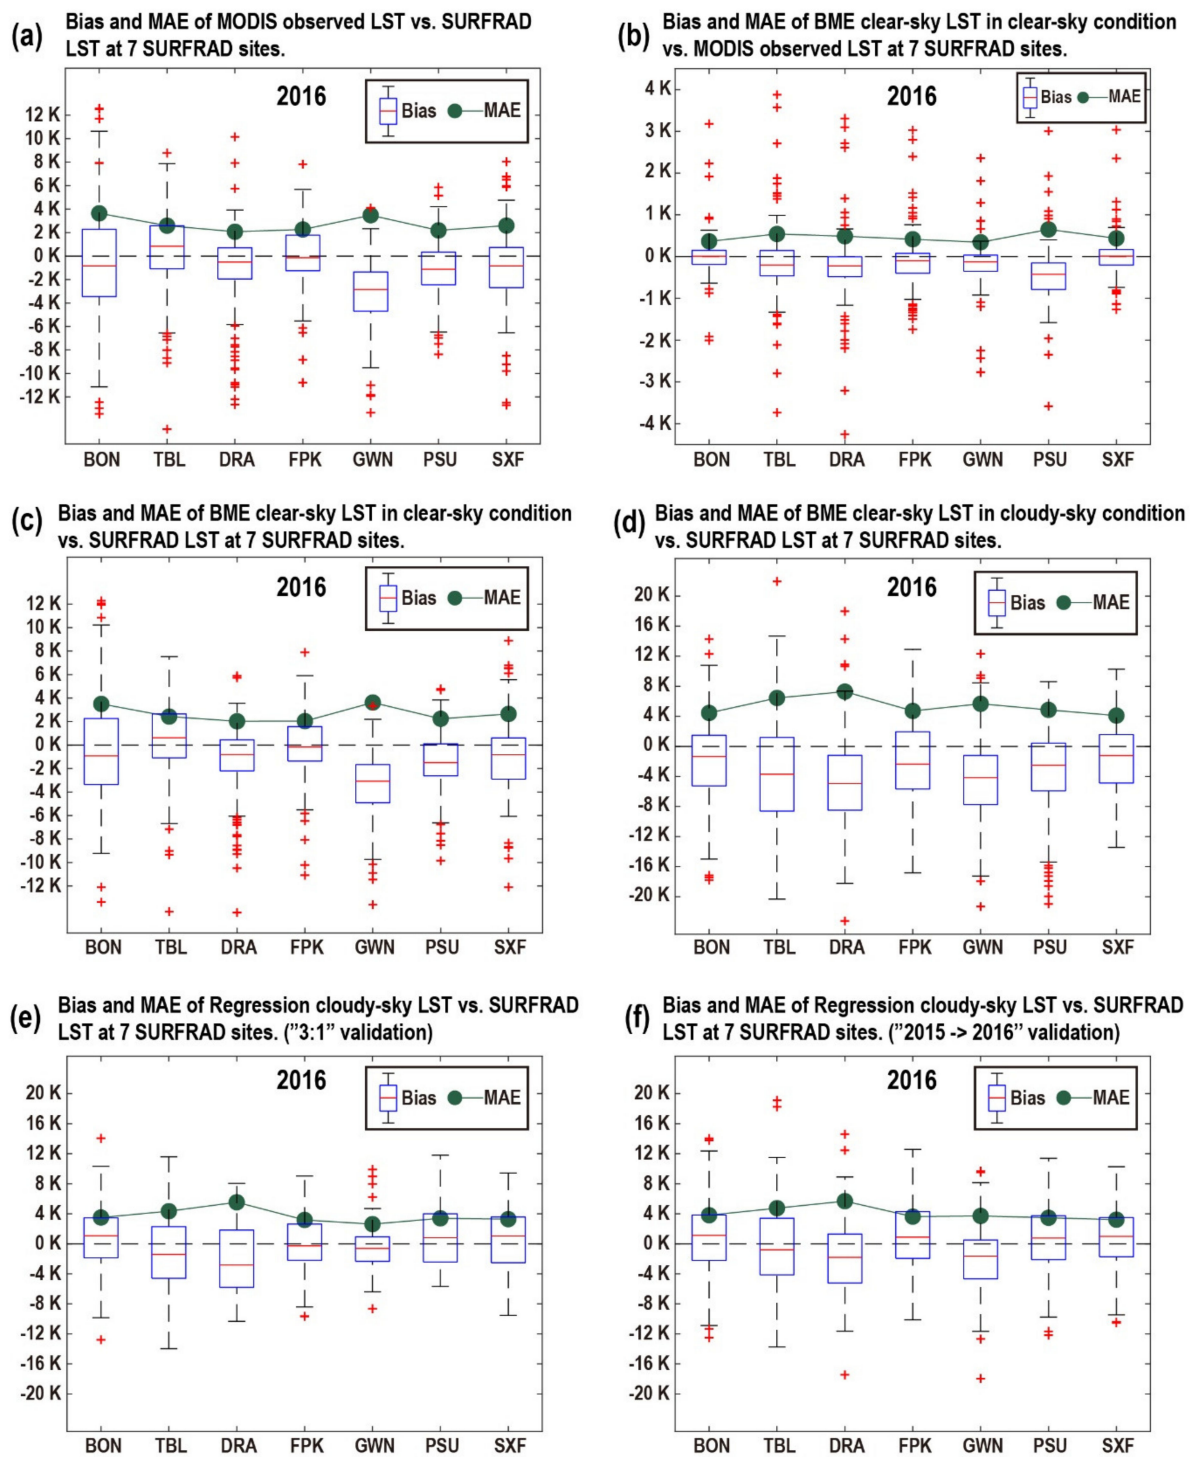 (a) Bias and MAE of MODIS observed LST vs. SURFRAD
LST at 7 SURFRAD sites.
2016
Bias MAE
12 K
10 K
8 K
6 K
4 K
2 K
0 K
-2 K
-4 K
-6 K
-8 K
-10 K
-12 K
BON TBL DRA FPK GWN PSU SXF
(b) Bias and MAE of BME clear-sky LST in clear-sky condition
vs. MODIS observed LST at 7 SURFRAD sites.
2016
Bias MAE
4 K
3 K
2 K
1 K
0 K
-1 K
-2 K
-3 K
-4 K
BON TBL DRA FPK GWN PSU SXF
(c) Bias and MAE of BME clear-sky LST in clear-sky condition
vs. SURFRAD LST at 7 SURFRAD sites.
2016
Bias MAE
12 K
10 K
8 K
6 K
4 K
2 K
0 K
-2 K
-4 K
-6 K
-8 K
-10 K
-12 K
BON TBL DRA FPK GWN PSU SXF
(d) Bias and MAE of BME clear-sky LST in cloudy-sky condition
vs. SURFRAD LST at 7 SURFRAD sites.
2016
Bias MAE
20 K
16 K
12 K
8 K
4 K
0 K
-4 K
-8 K
-12 K
-16 K
-20 K
BON TBL DRA FPK GWN PSU SXF
(e) Bias and MAE of Regression cloudy-sky LST vs. SURFRAD
LST at 7 SURFRAD sites. (”3:1” validation)
2016
Bias MAE
20 K
16 K
12 K
8 K
4 K
0 K
-4 K
-8 K
-12 K
-16 K
-20 K
BON TBL DRA FPK GWN PSU SXF
(f) Bias and MAE of Regression cloudy-sky LST vs. SURFRAD
LST at 7 SURFRAD sites. (”2015 -> 2016” validation)
2016
Bias MAE
20 K
16 K
12 K
8 K
4 K
0 K
-4 K
-8 K
-12 K
-16 K
-20 K
BON TBL DRA FPK GWN PSU SXF